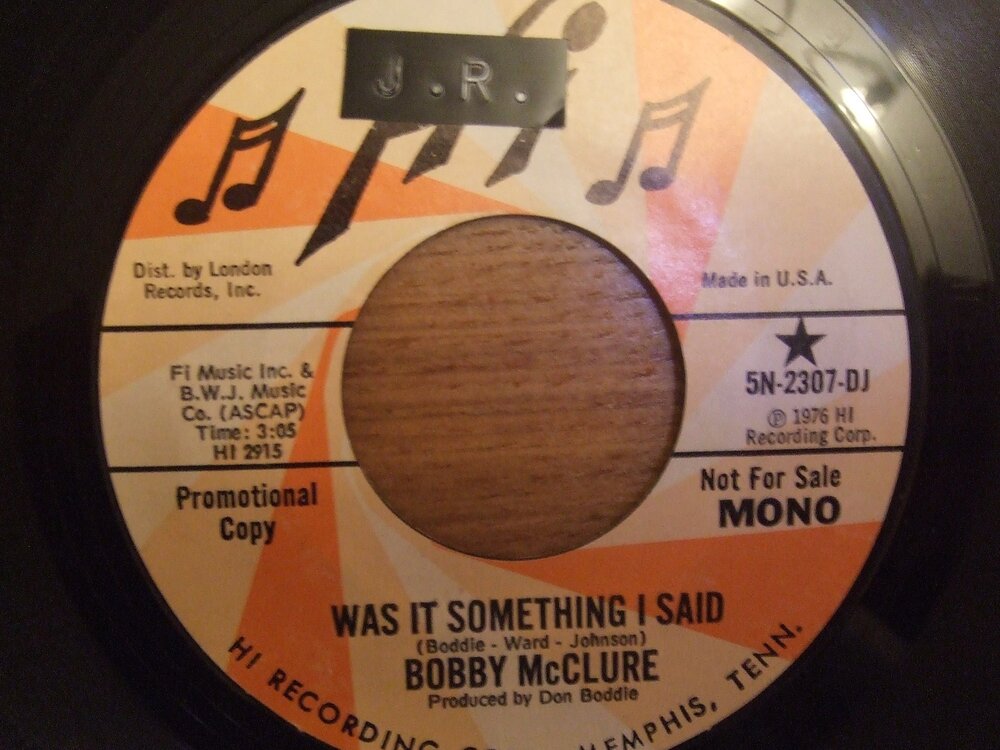 J.R.
Dist. by London
Records, Inc.
Made in U.S.A.
Fi Music Inc. &
B.W.J. Music
Co. (ASCAP)
Time: 3:05
HI 2915
5N-2307-DJ
℗ 1976 HI
Recording Corp.
Promotional
Copy
Not For Sale
MONO
WAS IT SOMETHING I SAID
(Boddie - Ward - Johnson)
BOBBY McCLURE
Produced by Don Boddie
HI RECORDING MEMPHIS, TENN.